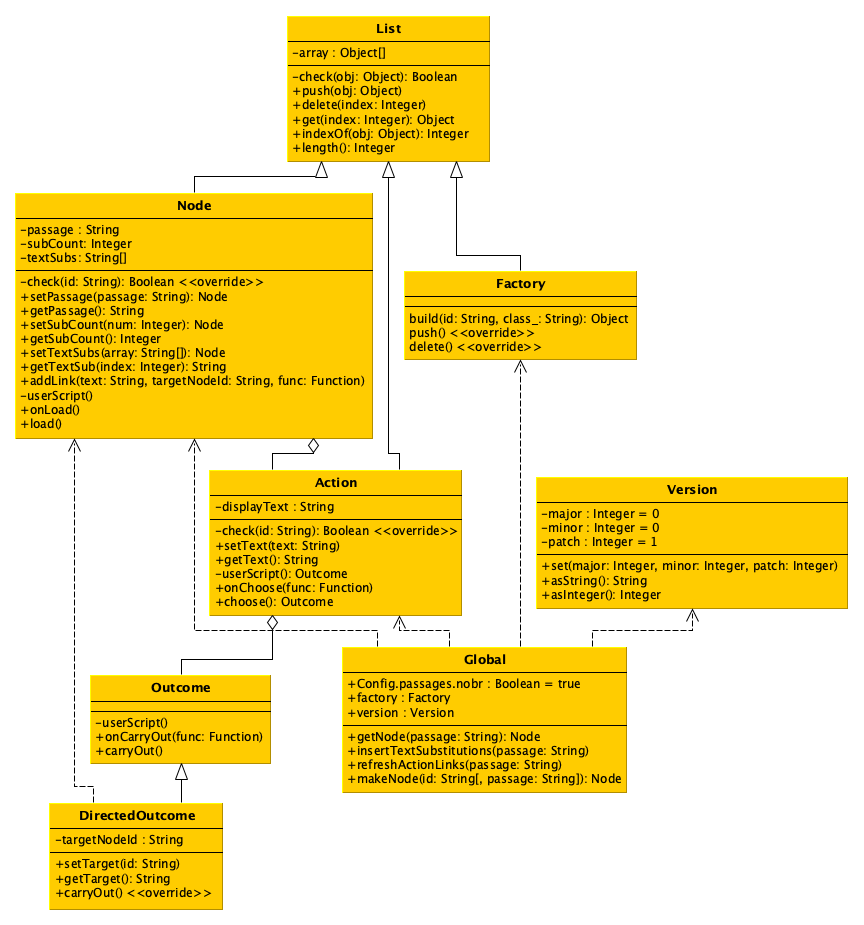 List
-array : Object[]
-check(obj: Object): Boolean
+push(obj: Object)
+delete(index: Integer)
+get(index: Integer): Object
+indexOf(obj: Object): Integer
+length(): Integer
Node
-passage : String
-subCount: Integer
-textSubs: String[]
-check(id: String): Boolean <<override>>
+setPassage(passage: String): Node
+getPassage(): String
+setSubCount(num: Integer): Node
+getSubCount(): Integer
+setTextSubs(array: String[]): Node
+getTextSub(index: Integer): String
+addLink(text: String, targetNodeId: String, func: Function)
-userScript()
+onLoad()
+load()
Factory
build(id: String, class_: String): Object
push() <<override>>
delete() <<override>>
Action
-displayText : String
-check(id: String): Boolean <<override>>
+setText(text: String)
+getText(): String
-userScript(): Outcome
+onChoose(func: Function)
+choose(): Outcome
Version
-major : Integer = 0
-minor : Integer = 0
-patch : Integer = 1
+set(major: Integer, minor: Integer, patch: Integer)
+asString(): String
+asInteger(): Integer
Global
+Config.passages.nobr : Boolean = true
+factory : Factory
+version : Version
+getNode(passage: String): Node
+insertTextSubstitutions(passage: String)
+refreshActionLinks(passage: String)
+makeNode(id: String[, passage: String]): Node
Outcome
-userScript()
+onCarryOut(func: Function)
+carryOut()
DirectedOutcome
-targetNodeId : String
+setTarget(id: String)
+getTarget(): String
+carryOut() <<override>>